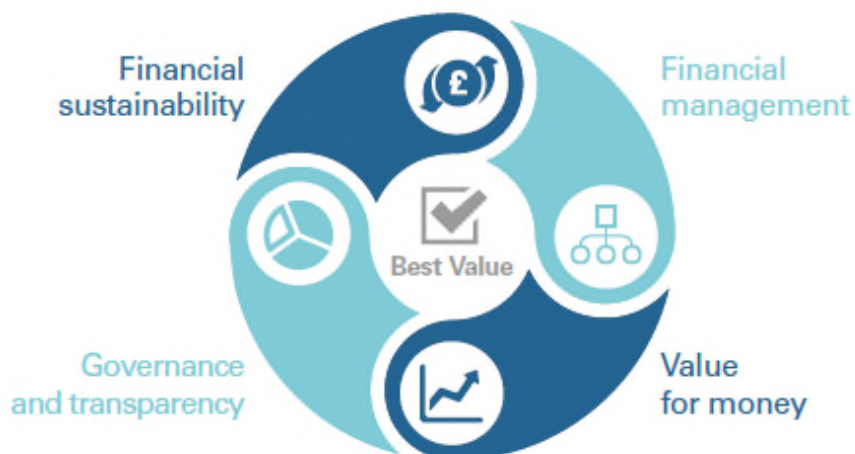 Financial
sustainability
Financial
management
£
Best Value
Governance
and transparency
Value
for money